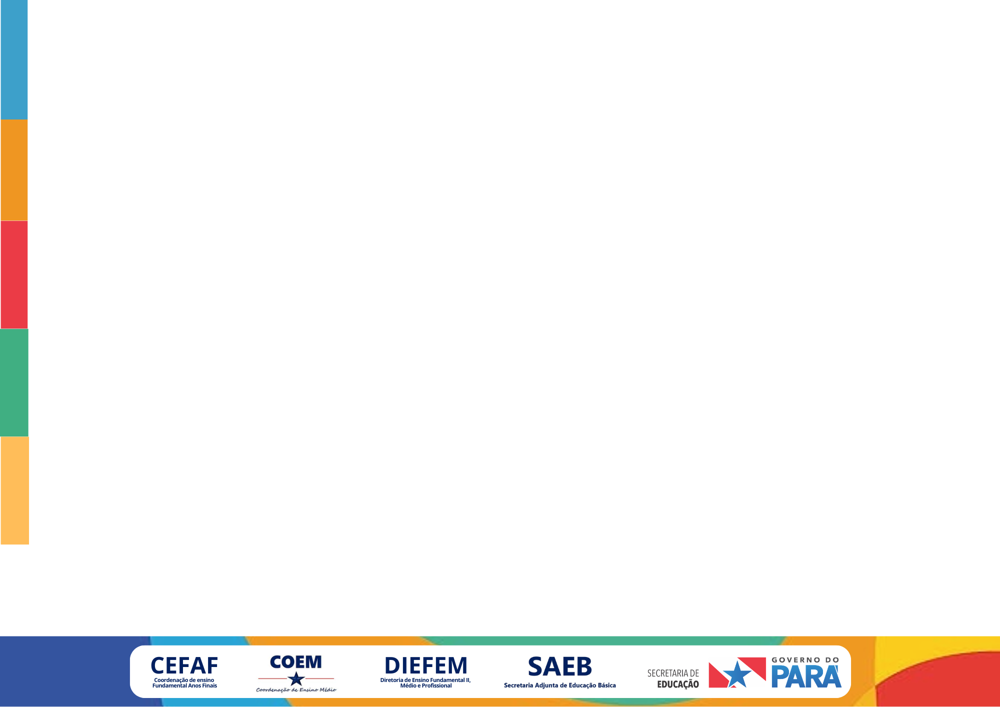 CEFAF
Coordenação de ensino
Fundamental Anos Finais
COEM
Coordenação de Ensino Médio
DIEFEM
Diretoria de Ensino Fundamental II,
Médio e Profissional
SAEB
Secretaria Adjunta de Educação Básica
SECRETARIA DE
EDUCAÇÃO
GOVERNO DO
PARÁ